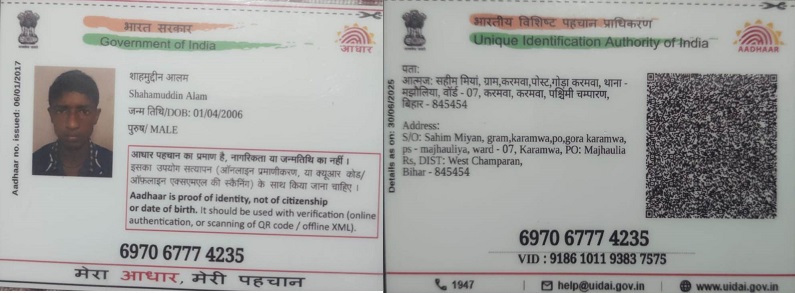 भारत सरकार
Government of India
आधार
Aadhaar no. issued: 06/01/2017
शाहमुद्दीन आलम
Shahamuddin Alam
जन्म तिथि/DOB: 01/04/2006
पुरुष/ MALE
आधार पहचान का प्रमाण है, नागरिकता या जन्मतिथि का नहीं ।
इसका उपयोग सत्यापन (ऑनलाइन प्रमाणीकरण, या क्यूआर कोड/
ऑफ़लाइन एक्सएमएल की स्कैनिंग) के साथ किया जाना चाहिए ।
Aadhaar is proof of identity, not of citizenship
or date of birth. It should be used with verification (online
authentication, or scanning of QR code / offline XML).
6970 6777 4235
मेरा आधार, मेरी पहचान
भारतीय विशिष्ट पहचान प्राधिकरण
Unique Identification Authority of India
AADHAAR
Details as on: 30/06/2025
पता:
आत्मज: सहीम मियां, ग्राम,करमवा,पोस्ट,गोड़ा करमवा, थाना -
मझौलिया, वॉर्ड - 07, करमवा, करमवा, पश्चिमी चम्पारण,
बिहार - 845454
Address:
S/O: Sahim Miyan, gram,karamwa,po,gora karamwa,
ps - majhauliya, ward - 07, Karamwa, PO: Majhaulia
Rs, DIST: West Champaran,
Bihar - 845454
6970 6777 4235
VID : 9186 1011 9383 7575
1947
help@uidai.gov.in
www.uidai.gov.in